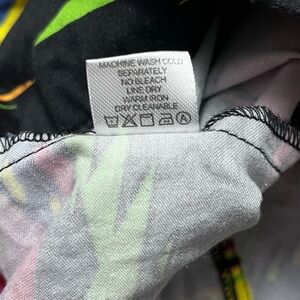 MACHINE WASH COLD
SEPARATELY
NO BLEACH
LINE DRY
WARM IRON
DRY CLEANABLE